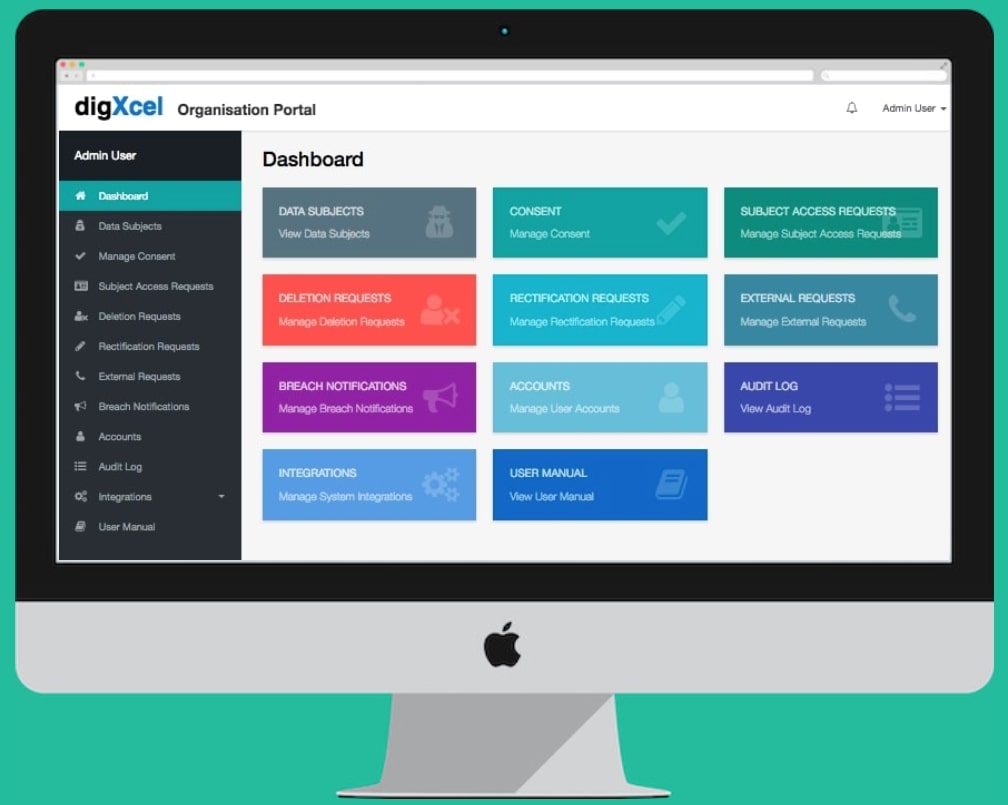 digXcel Organisation Portal
Admin User
Admin User
Dashboard
Data Subjects
Manage Consent
Subject Access Requests
Deletion Requests
Rectification Requests
External Requests
Breach Notifications
Accounts
Audit Log
Integrations
User Manual
Dashboard
DATA SUBJECTS
View Data Subjects
CONSENT
Manage Consent
SUBJECT ACCESS REQUESTS
Manage Subject Access Requests
DELETION REQUESTS
Manage Deletion Requests
RECTIFICATION REQUESTS
Manage Rectification Requests
EXTERNAL REQUESTS
Manage External Requests
BREACH NOTIFICATIONS
Manage Breach Notifications
ACCOUNTS
Manage User Accounts
AUDIT LOG
View Audit Log
INTEGRATIONS
Manage System Integrations
USER MANUAL
View User Manual